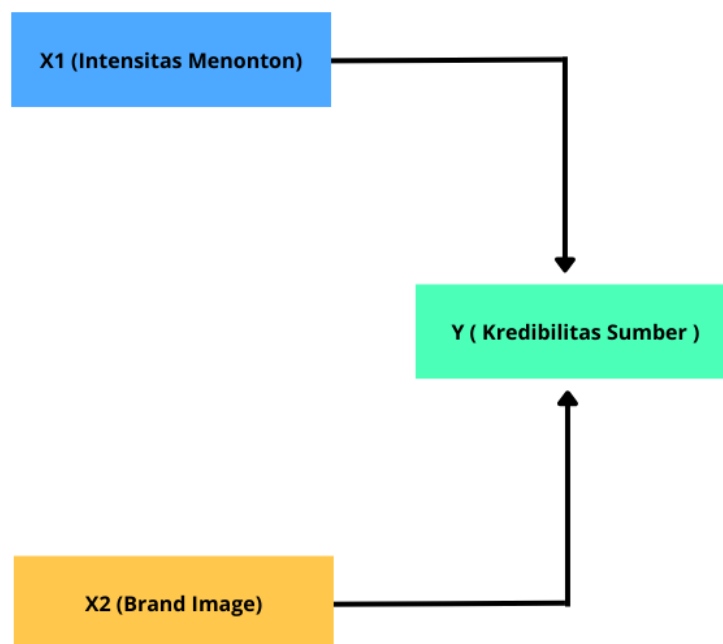 X1 (Intensitas Menonton)
Y ( Kredibilitas Sumber )
X2 (Brand Image)